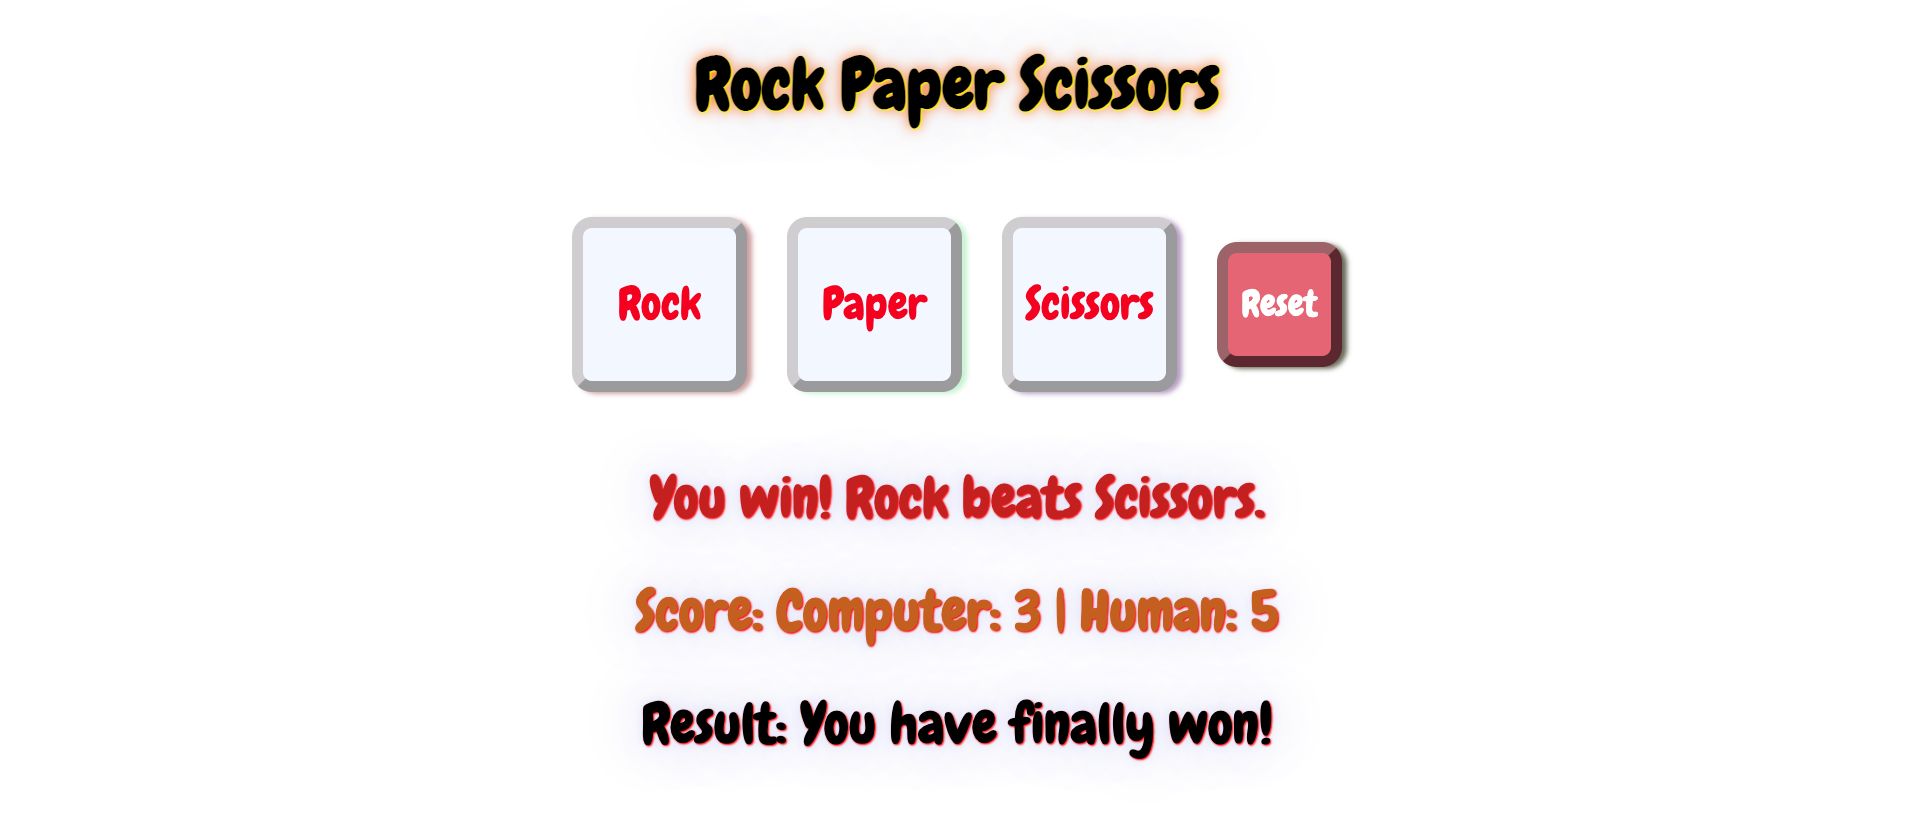 Rock Paper Scissors
Rock
Paper
Scissors
Reset
You win! Rock beats Scissors.
Score: Computer: 3 | Human: 5
Result: You have finally won!